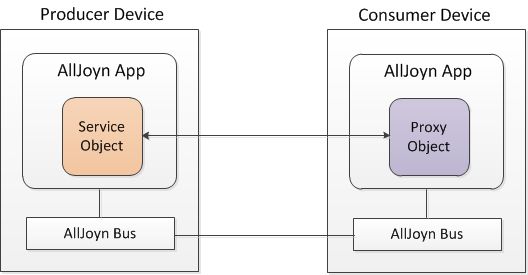 Producer Device
Consumer Device
AllJoyn App
AllJoyn App
Service
Object
Proxy
Object
AllJoyn Bus
AllJoyn Bus